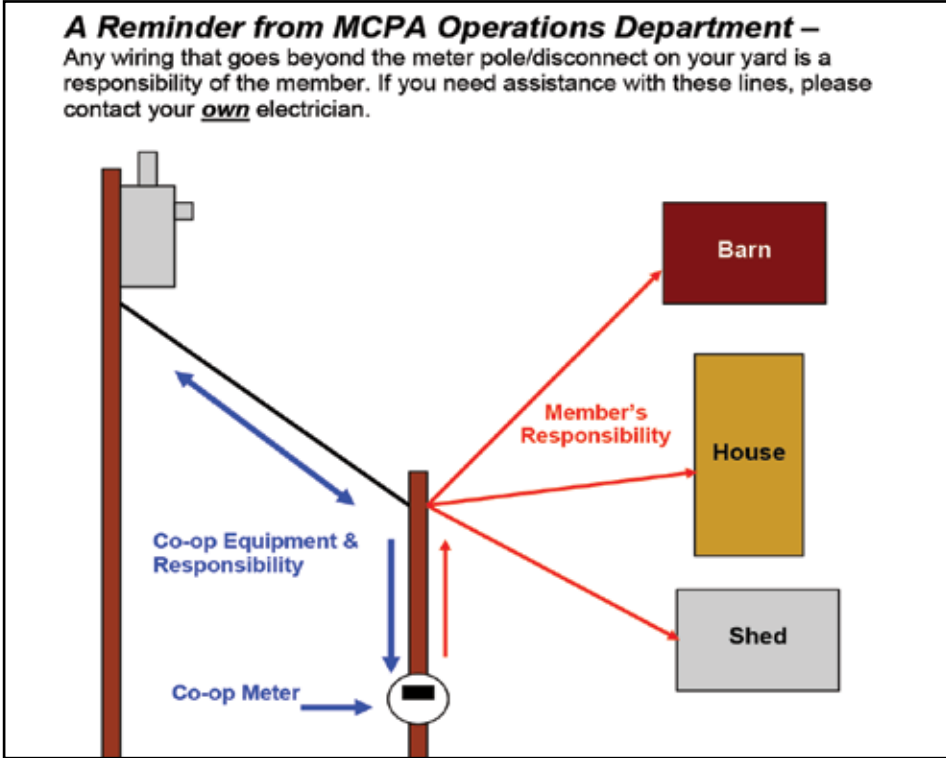 A Reminder from MCPA Operations Department –
Any wiring that goes beyond the meter pole/disconnect on your yard is a
responsibility of the member. If you need assistance with these lines, please
contact your own electrician.
Barn
Member's
Responsibility
House
Co-op Equipment &
Responsibility
Shed
Co-op Meter